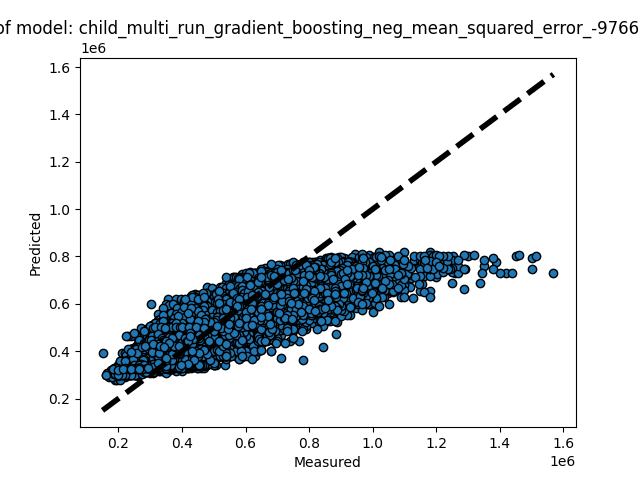 of model: child_multi_run_gradient_boosting_neg_mean_squared_error_-9766
1e6
1.6
1.4
1.2
1.0
0.8
0.6
0.4
0.2
Predicted
0.2 0.4 0.6 0.8 1.0 1.2 1.4 1.6
Measured
1e6